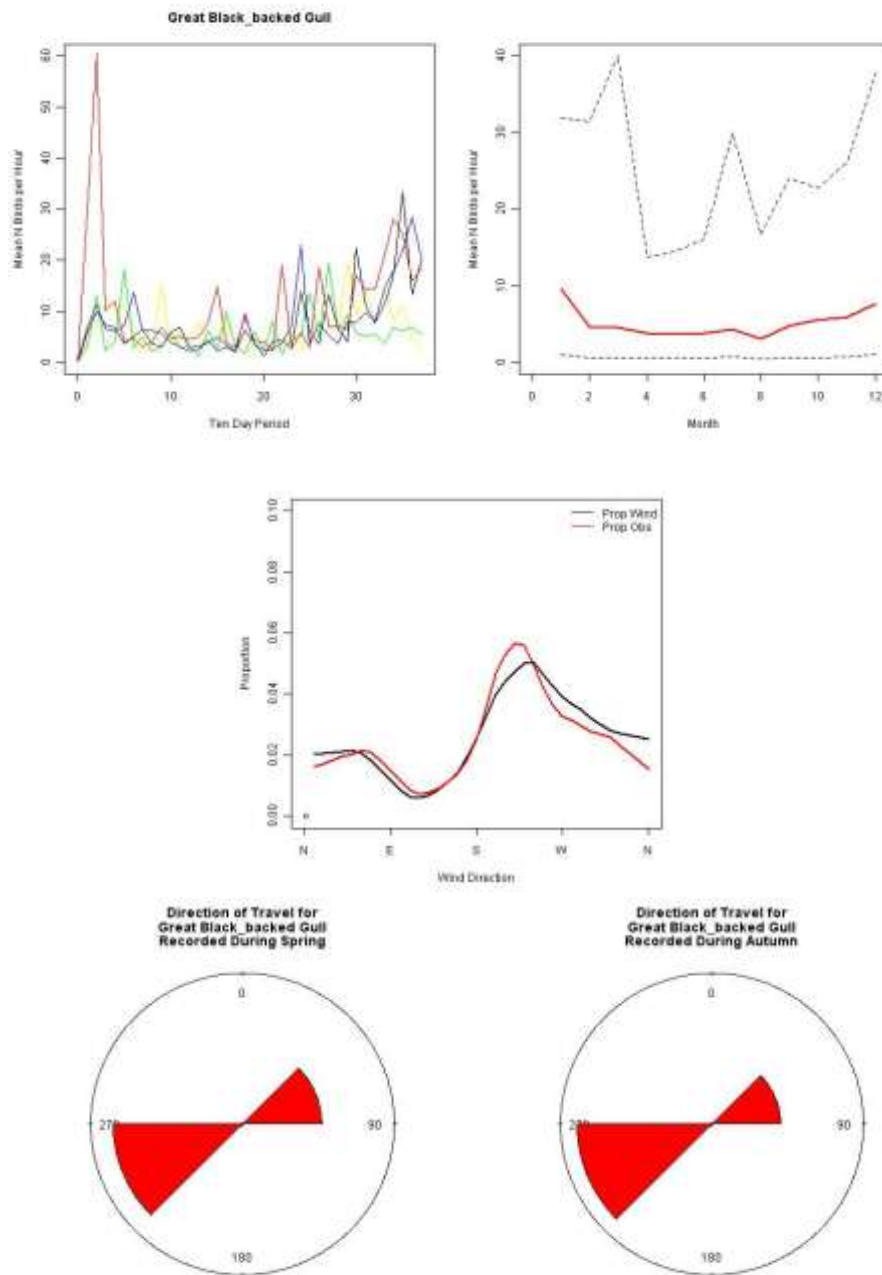 Great Black_backed Gull
60
50
40
30
20
10
0
Mean N Birds per Hour
0 10 20 30
Ten Day Period
40
30
20
10
0
Mean N Birds per Hour
0 2 4 6 8 10 12
Month
Prop Wind
Prop Obs
0.10
0.08
0.06
0.04
0.02
0.00
Proportion
N E S W N
Wind Direction
Direction of Travel for
Great Black_backed Gull
Recorded During Spring
0
270 90
180
Direction of Travel for
Great Black_backed Gull
Recorded During Autumn
0
270 90
180